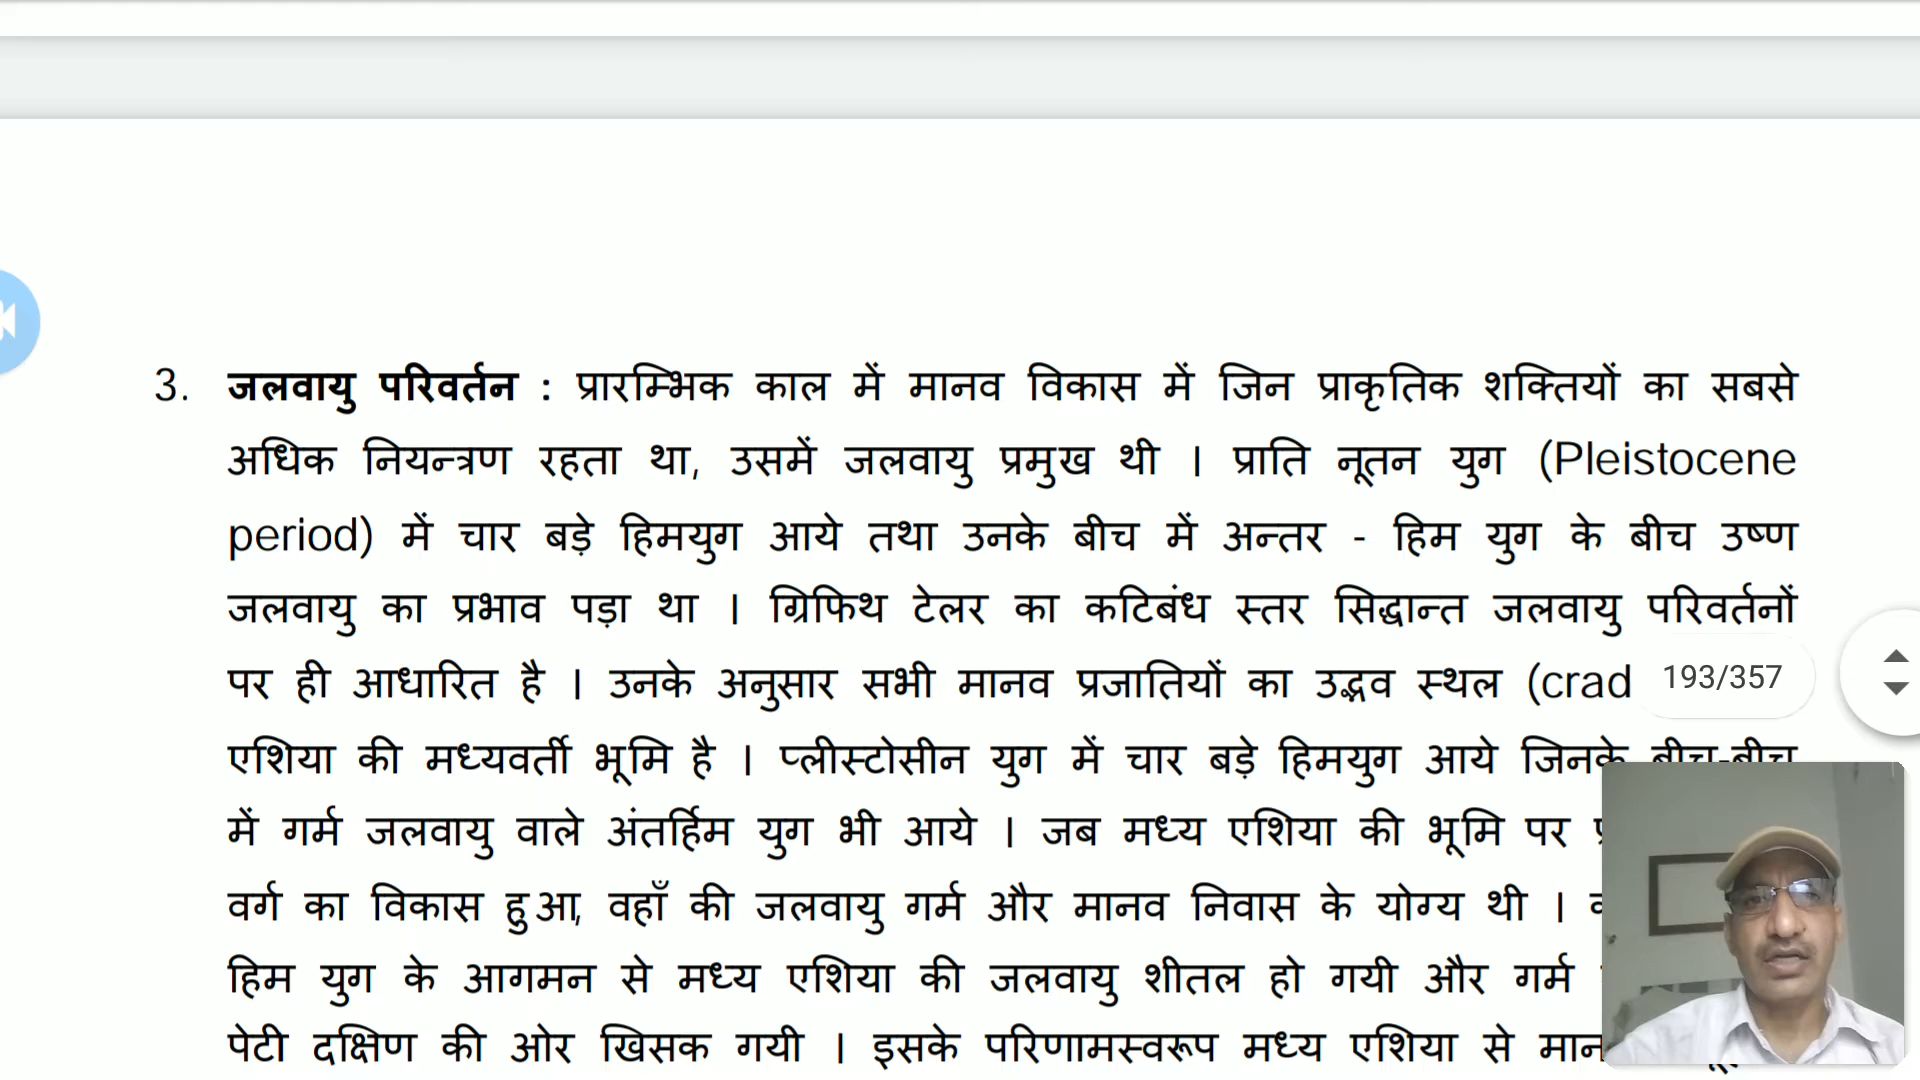 3. जलवायु परिवर्तन : प्रारम्भिक काल में मानव विकास में जिन प्राकृतिक शक्तियों का सबसे
अधिक नियन्त्रण रहता था, उसमें जलवायु प्रमुख थी । प्राति नूतन युग (Pleistocene
period) में चार बड़े हिमयुग आये तथा उनके बीच में अन्तर - हिम युग के बीच उष्ण
जलवायु का प्रभाव पड़ा था । ग्रिफिथ टेलर का कटिबंध स्तर सिद्धान्त जलवायु परिवर्तनों
पर ही आधारित है । उनके अनुसार सभी मानव प्रजातियों का उद्भव स्थल (crad
193/357
एशिया की मध्यवर्ती भूमि है । प्लीस्टोसीन युग में चार बड़े हिमयुग आये जिनके बीच-बीच
में गर्म जलवायु वाले अंतर्हिम युग भी आये । जब मध्य एशिया की भूमि पर
वर्ग का विकास हुआ, वहाँ की जलवायु गर्म और मानव निवास के योग्य थी ।
हिम युग के आगमन से मध्य एशिया की जलवायु शीतल हो गयी और गर्म
पेटी दक्षिण की ओर खिसक गयी । इसके परिणामस्वरूप मध्य एशिया से